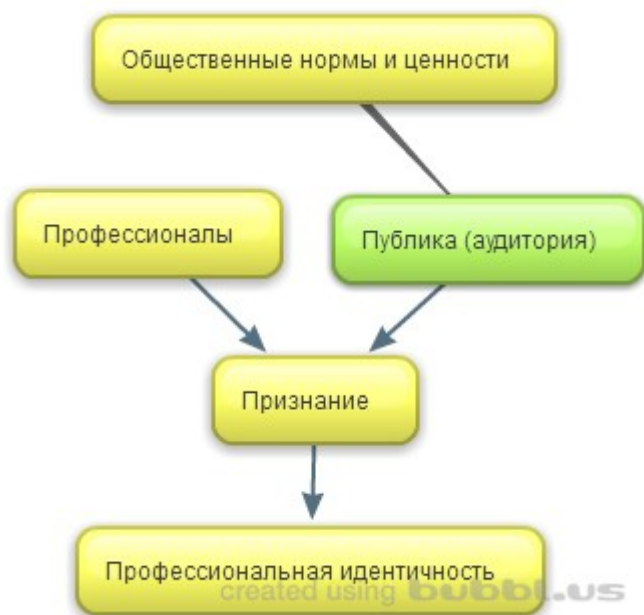 Общественные нормы и ценности
Профессионалы
Публика (аудитория)
Признание
Профессиональная идентичность
created using bubbl.us